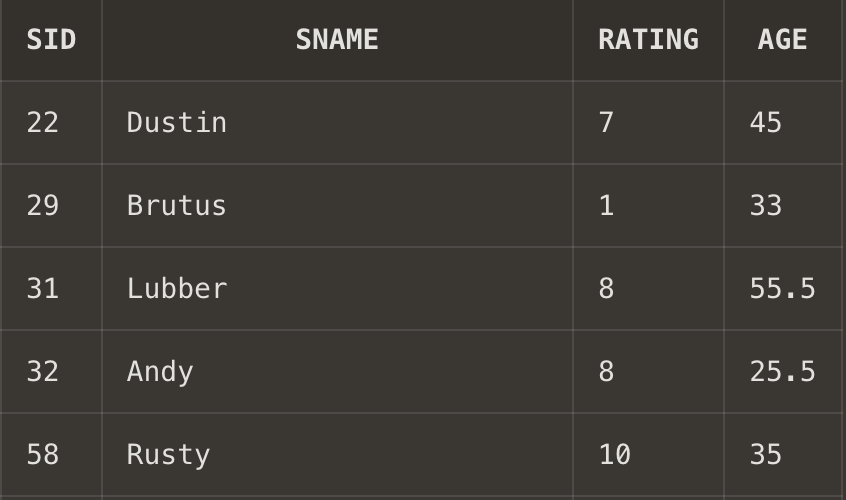 SID SNAME RATING AGE
22 Dustin 7 45
29 Brutus 1 33
31 Lubber 8 55.5
32 Andy 8 25.5
58 Rusty 10 35